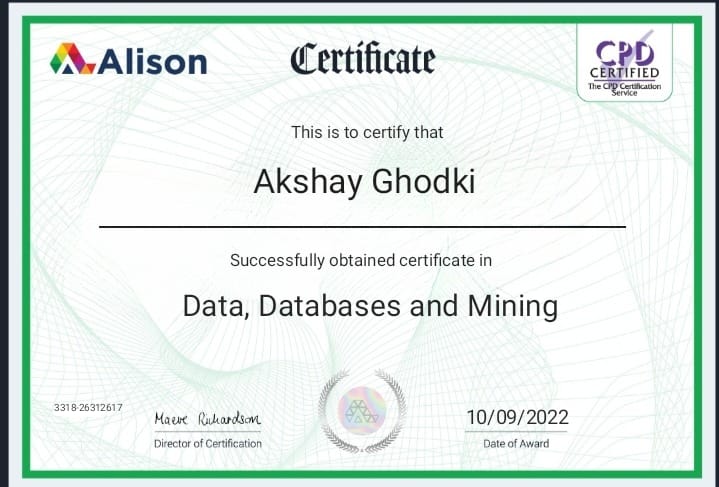 Alison
Certificate
CPD
CERTIFIED
The CPD Certification
Service
This is to certify that
Akshay Ghodki
Successfully obtained certificate in
Data, Databases and Mining
3318-26312617
Maeve Richardson
Director of Certification
10/09/2022
Date of Award